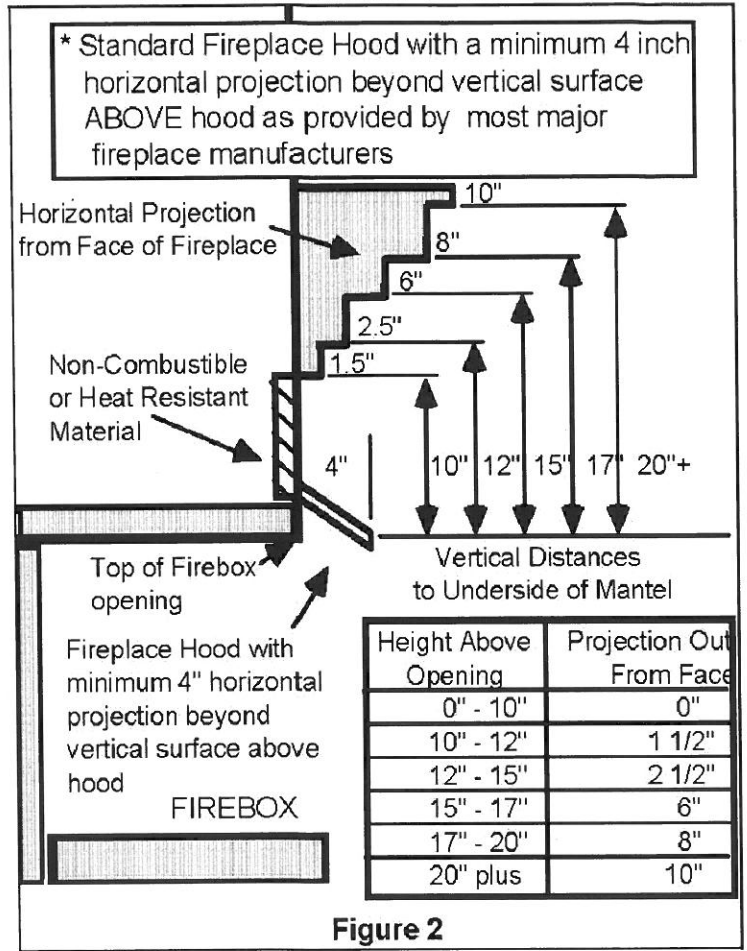 * Standard Fireplace Hood with a minimum 4 inch
horizontal projection beyond vertical surface
ABOVE hood as provided by most major
fireplace manufacturers
Horizontal Projection
from Face of Fireplace
10"
8"
6"
2.5"
1.5"
Non-Combustible
or Heat Resistant
Material
4"
10" 12" 15" 17" 20"+
Top of Firebox
opening
Vertical Distances
to Underside of Mantel
Fireplace Hood with
minimum 4" horizontal
projection beyond
vertical surface above
hood
FIREBOX
Height Above Opening Projection Out From Face
0" - 10" 0"
10" - 12" 1 1/2"
12" - 15" 2 1/2"
15" - 17" 6"
17" - 20" 8"
20" plus 10"
Figure 2